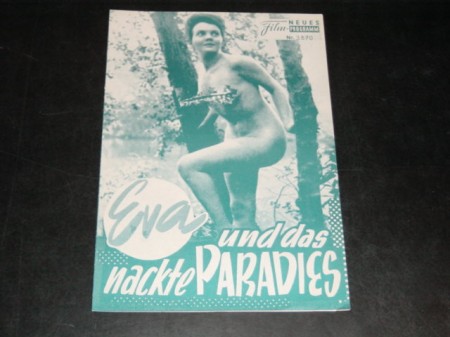 NEUES
Film PROGRAMM
Eva
und das
nackte PARADIES